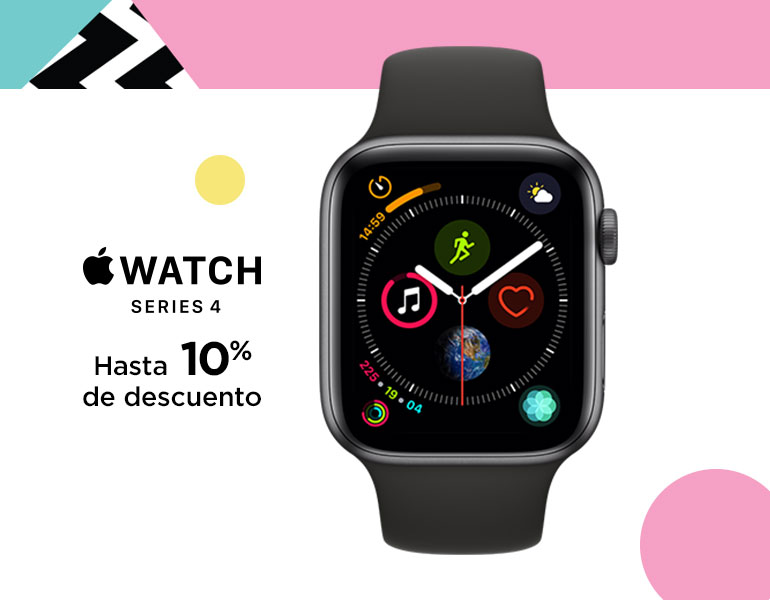 WATCH
SERIES 4
Hasta 10%
de descuento
14:59
225 • 19 • 04